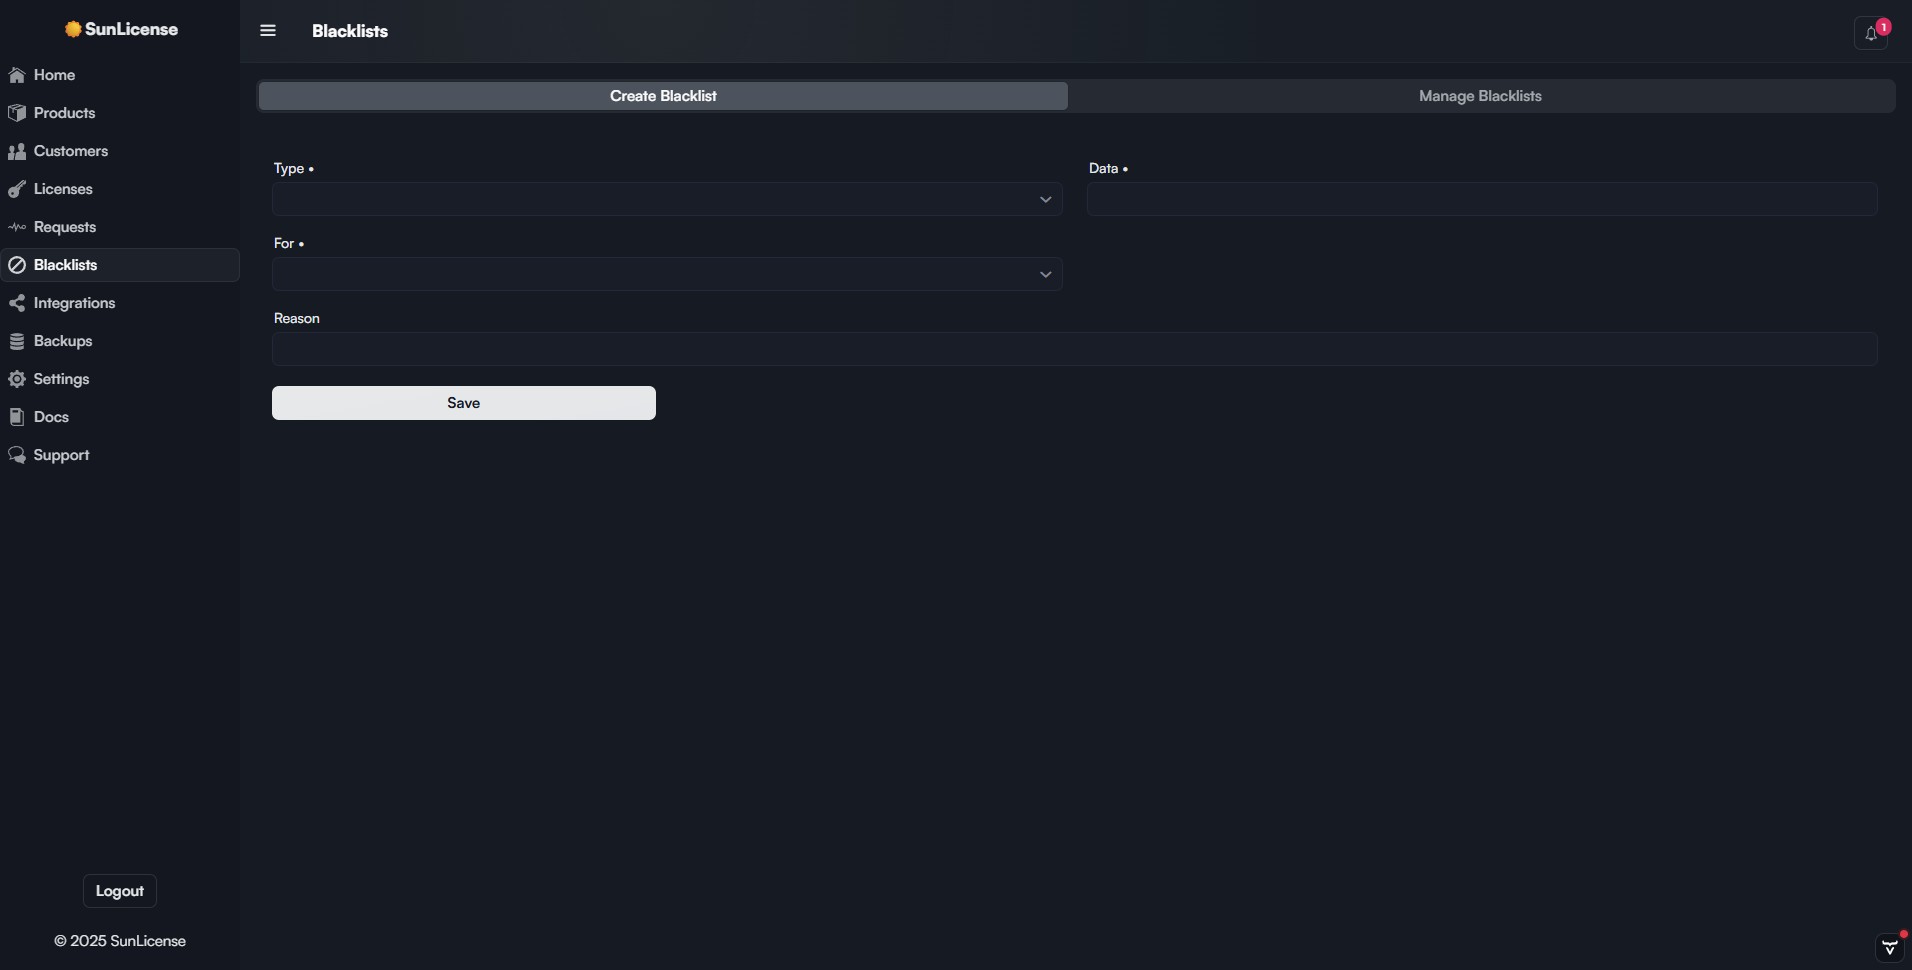 SunLicense
Home
Products
Customers
Licenses
Requests
Blacklists
Integrations
Backups
Settings
Docs
Support
Logout
© 2025 SunLicense
Blacklists
1
Create Blacklist
Manage Blacklists
Type •
Data •
For •
Reason
Save